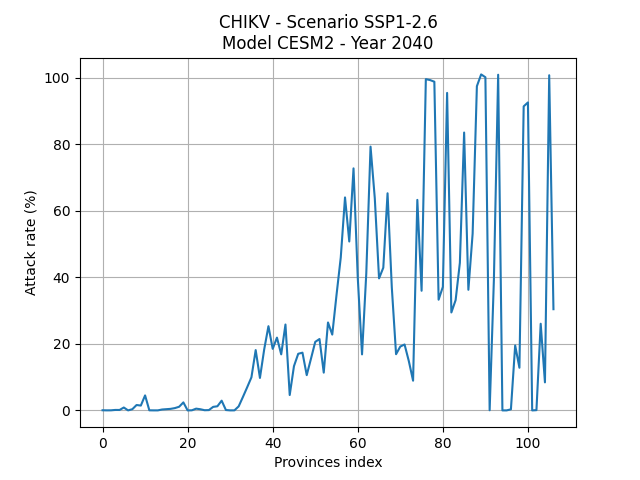 CHIKV - Scenario SSP1-2.6
Model CESM2 - Year 2040
100
80
60
40
20
0
Attack rate (%)
0 20 40 60 80 100
Provinces index